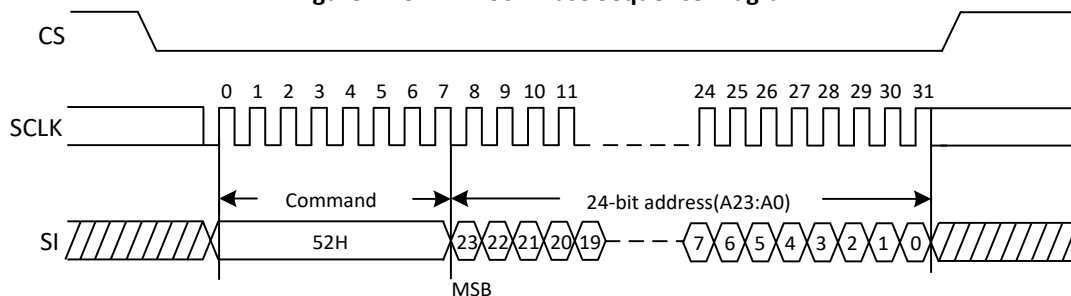 CS
0 1 2 3 4 5 6 7 8 9 10 11 24 25 26 27 28 29 30 31
SCLK
Command 24-bit address(A23:A0)
SI 52H 23 22 21 20 19 7 6 5 4 3 2 1 0
MSB